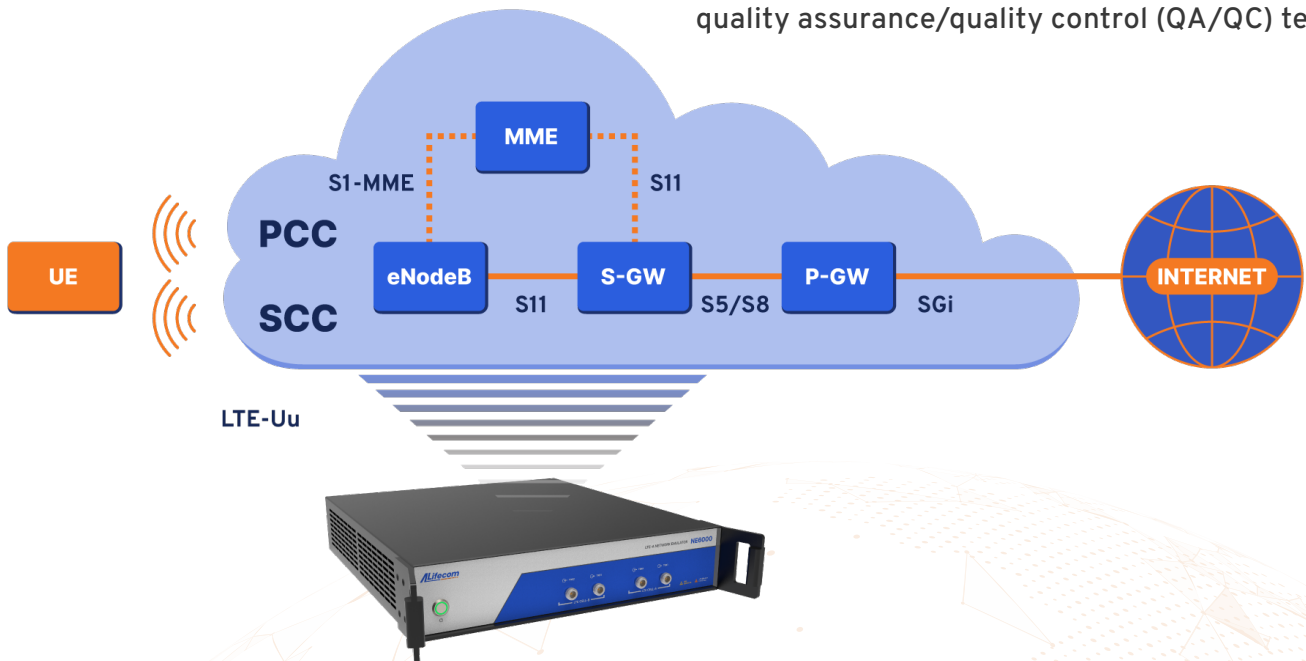 quality assurance/quality control (QA/QC) te
MME
S1-MME
S11
PCC
UE
eNodeB
S-GW
P-GW
INTERNET
S11
S5/S8
SGi
SCC
LTE-Uu
ALifecom
NE6000